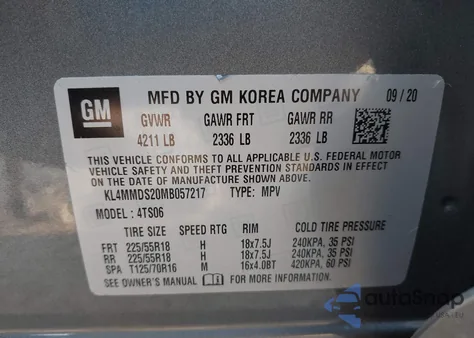 GM MFD BY GM KOREA COMPANY 09/20
GVWR GAWR FRT GAWR RR
4211 LB 2336 LB 2336 LB
THIS VEHICLE CONFORMS TO ALL APPLICABLE U.S. FEDERAL MOTOR
VEHICLE SAFETY AND THEFT PREVENTION STANDARDS IN EFFECT
ON THE DATE OF MANUFACTURE SHOWN ABOVE.
KL4MMDS20MB057217 TYPE: MPV
MODEL : 4TS06
TIRE SIZE SPEED RTG RIM COLD TIRE PRESSURE
FRT 225/55R18 H 18x7.5J 240KPA, 35 PSI
RR 225/55R18 H 18x7.5J 240KPA, 35 PSI
SPA T125/70R16 M 16x4.0BT 420KPA, 60 PSI
SEE OWNER'S MANUAL FOR MORE INFORMATION
autoSnap